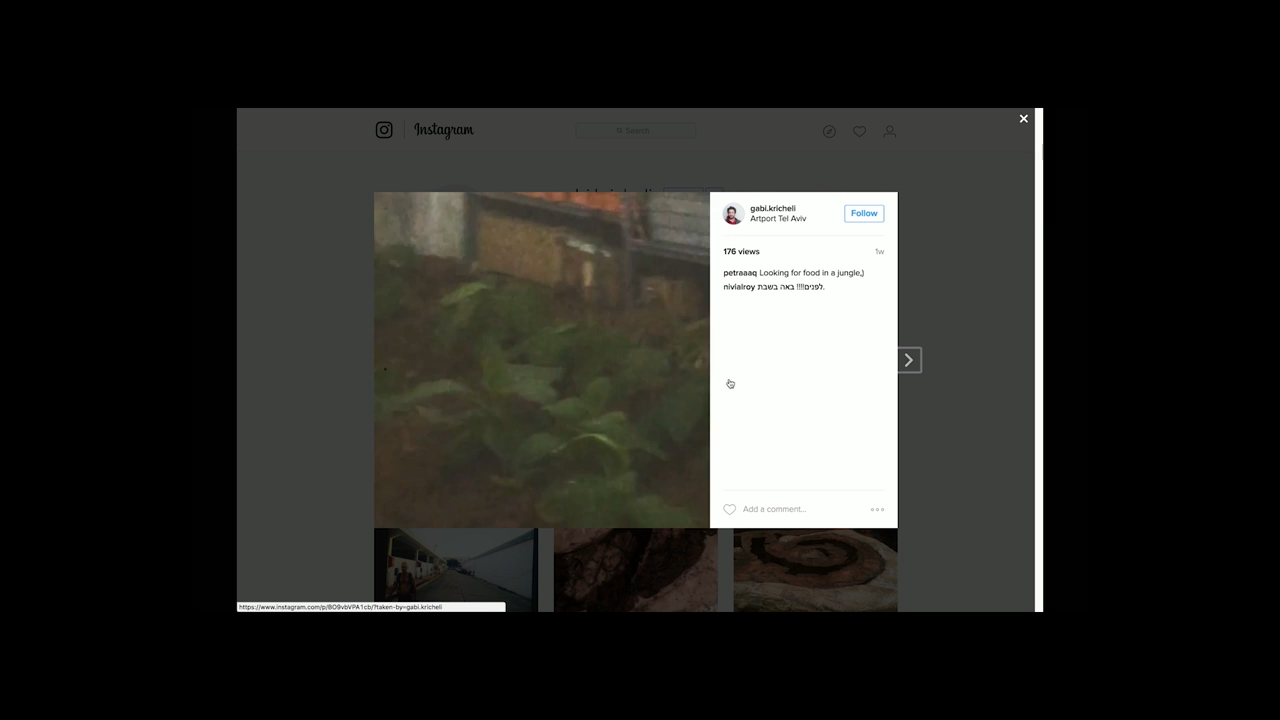 Instagram
Search
gabi.kricheli
Artport Tel Aviv
Follow
176 views
1w
petraaaq Looking for food in a jungle,)
nivialroy לפנים!!!! באה בשבת.
Add a comment...
https://www.instagram.com/p/BO9vbVPA1cb/?taken-by=gabi.kricheli